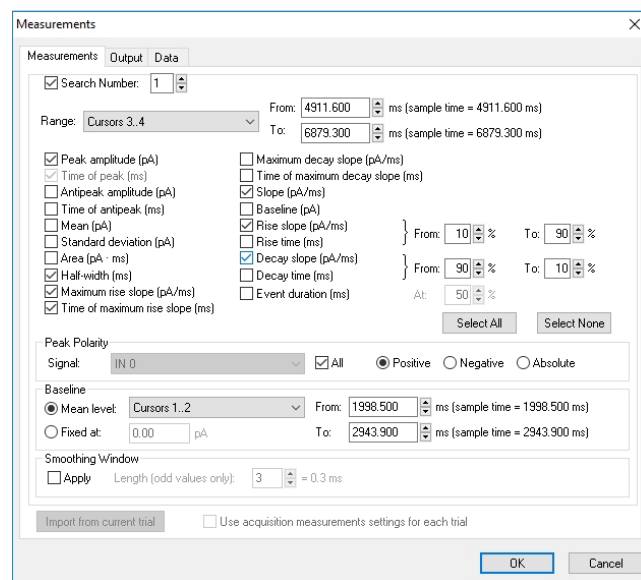 Measurements
Measurements Output Data
Search Number: 1
Range: Cursors 3..4
From: 4911.600 ms (sample time = 4911.600 ms)
To: 6879.300 ms (sample time = 6879.300 ms)
Peak amplitude (pA) Maximum decay slope (pA/ms)
Time of peak (ms) Time of maximum decay slope (ms)
Antipeak amplitude (pA) Slope (pA/ms)
Time of antipeak (ms) Baseline (pA)
Mean (pA) Rise slope (pA/ms) } From: 10 % To: 90 %
Standard deviation (pA) Rise time (ms)
Area (pA · ms) Decay slope (pA/ms) } From: 90 % To: 10 %
Half-width (ms) Decay time (ms)
Maximum rise slope (pA/ms) Event duration (ms) At: 50 %
Time of maximum rise slope (ms)
Select All Select None
Peak Polarity
Signal: IN 0 All Positive Negative Absolute
Baseline
Mean level: Cursors 1..2 From: 1998.500 ms (sample time = 1998.500 ms)
Fixed at: 0.00 pA To: 2943.900 ms (sample time = 2943.900 ms)
Smoothing Window
Apply Length (odd values only): 3 = 0.3 ms
Import from current trial Use acquisition measurements settings for each trial
OK Cancel